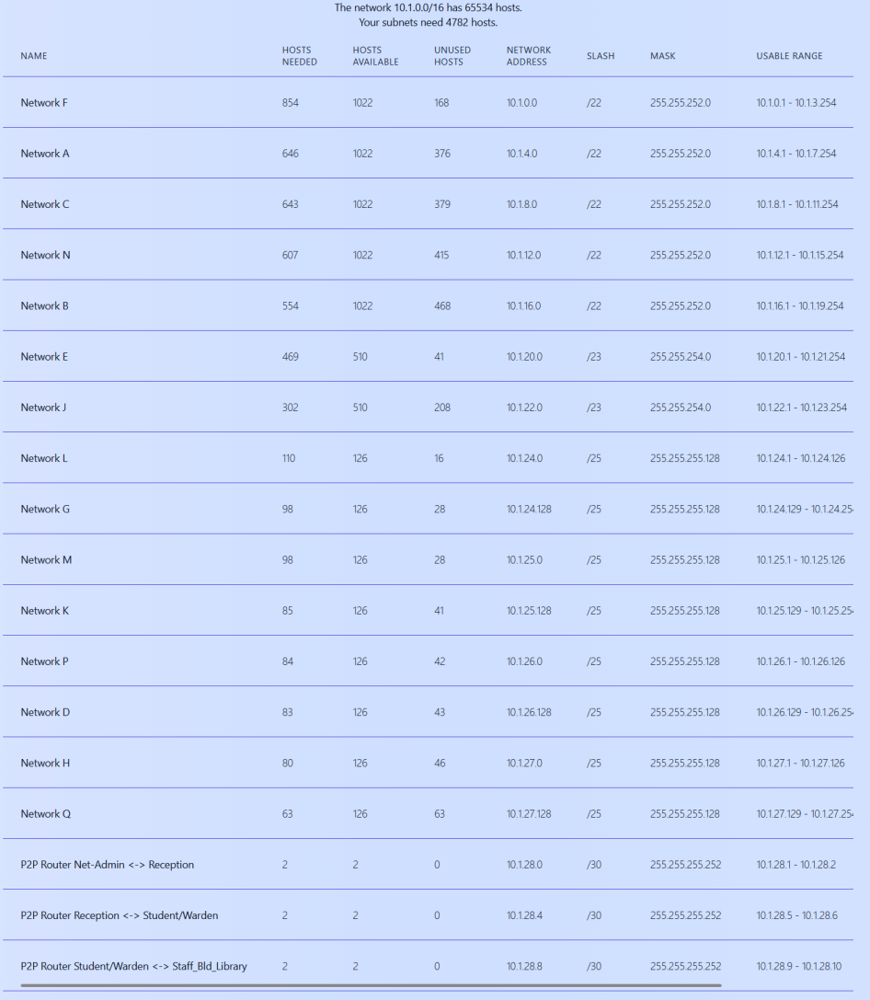 The network 10.1.0.0/16 has 65534 hosts.
Your subnets need 4782 hosts.
NAME HOSTS NEEDED HOSTS AVAILABLE UNUSED HOSTS NETWORK ADDRESS SLASH MASK USABLE RANGE
Network F 854 1022 168 10.1.0.0 /22 255.255.252.0 10.1.0.1 - 10.1.3.254
Network A 646 1022 376 10.1.4.0 /22 255.255.252.0 10.1.4.1 - 10.1.7.254
Network C 643 1022 379 10.1.8.0 /22 255.255.252.0 10.1.8.1 - 10.1.11.254
Network N 607 1022 415 10.1.12.0 /22 255.255.252.0 10.1.12.1 - 10.1.15.254
Network B 554 1022 468 10.1.16.0 /22 255.255.252.0 10.1.16.1 - 10.1.19.254
Network E 469 510 41 10.1.20.0 /23 255.255.254.0 10.1.20.1 - 10.1.21.254
Network J 302 510 208 10.1.22.0 /23 255.255.254.0 10.1.22.1 - 10.1.23.254
Network L 110 126 16 10.1.24.0 /25 255.255.255.128 10.1.24.1 - 10.1.24.126
Network G 98 126 28 10.1.24.128 /25 255.255.255.128 10.1.24.129 - 10.1.24.254
Network M 98 126 28 10.1.25.0 /25 255.255.255.128 10.1.25.1 - 10.1.25.126
Network K 85 126 41 10.1.25.128 /25 255.255.255.128 10.1.25.129 - 10.1.25.254
Network P 84 126 42 10.1.26.0 /25 255.255.255.128 10.1.26.1 - 10.1.26.126
Network D 83 126 43 10.1.26.128 /25 255.255.255.128 10.1.26.129 - 10.1.26.254
Network H 80 126 46 10.1.27.0 /25 255.255.255.128 10.1.27.1 - 10.1.27.126
Network Q 63 126 63 10.1.27.128 /25 255.255.255.128 10.1.27.129 - 10.1.27.254
P2P Router Net-Admin <-> Reception 2 2 0 10.1.28.0 /30 255.255.255.252 10.1.28.1 - 10.1.28.2
P2P Router Reception <-> Student/Warden 2 2 0 10.1.28.4 /30 255.255.255.252 10.1.28.5 - 10.1.28.6
P2P Router Student/Warden <-> Staff_Bld_Library 2 2 0 10.1.28.8 /30 255.255.255.252 10.1.28.9 - 10.1.28.10